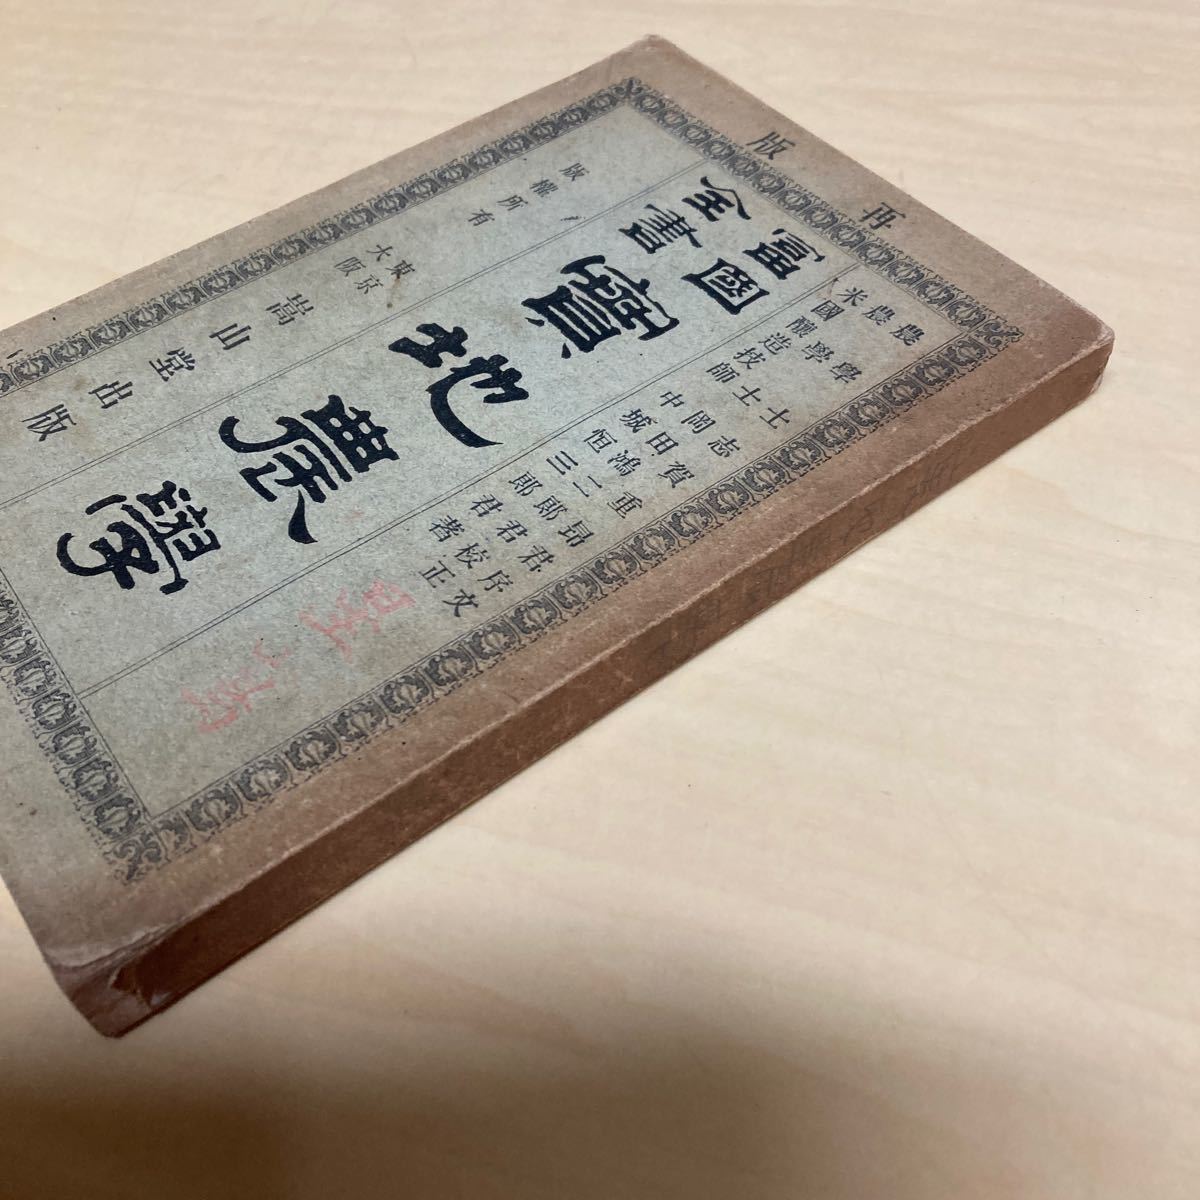 再版
農學士志賀重昂君序文
農學士岡田鴻二郎君校正
米國釀造技師中城恒三郎君著
富國
全書
實地農學
東京
大阪
嵩山堂出版
版權所有